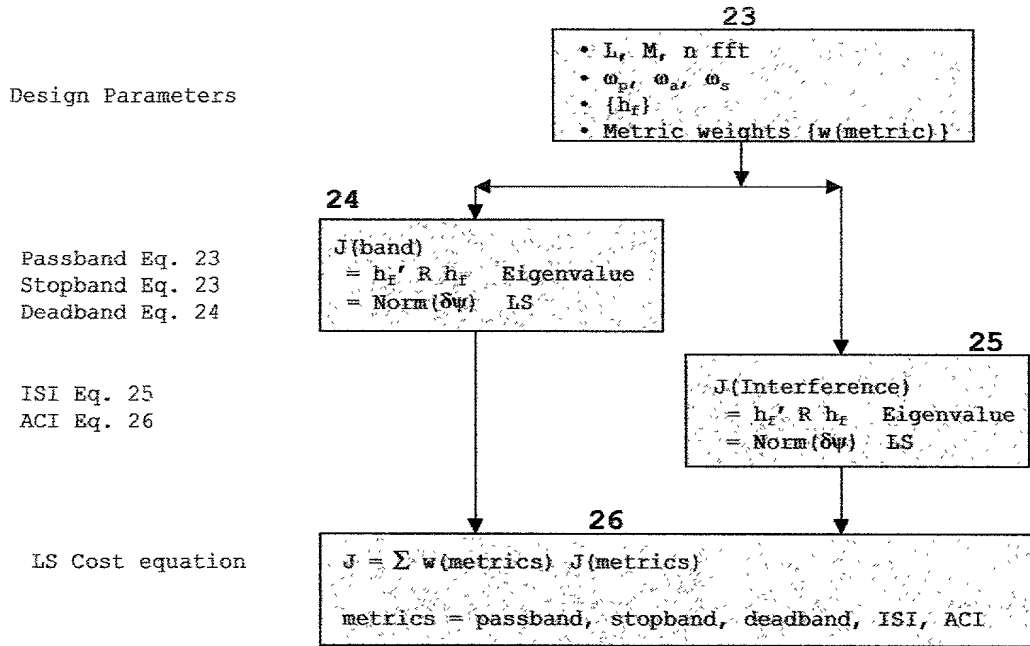 23
• L, M, n fft
• ωp, ωa, ωs
• {hf}
• Metric weights {w(metric)}
Design Parameters
24
J(band)
= hf' R hf Eigenvalue
= Norm(δψ) LS
Passband Eq. 23
Stopband Eq. 23
Deadband Eq. 24
25
J(Interference)
= hf' R hf Eigenvalue
= Norm(δψ) LS
ISI Eq. 25
ACI Eq. 26
26
LS Cost equation
J = Σ w(metrics) J(metrics)
metrics = passband, stopband, deadband, ISI, ACI